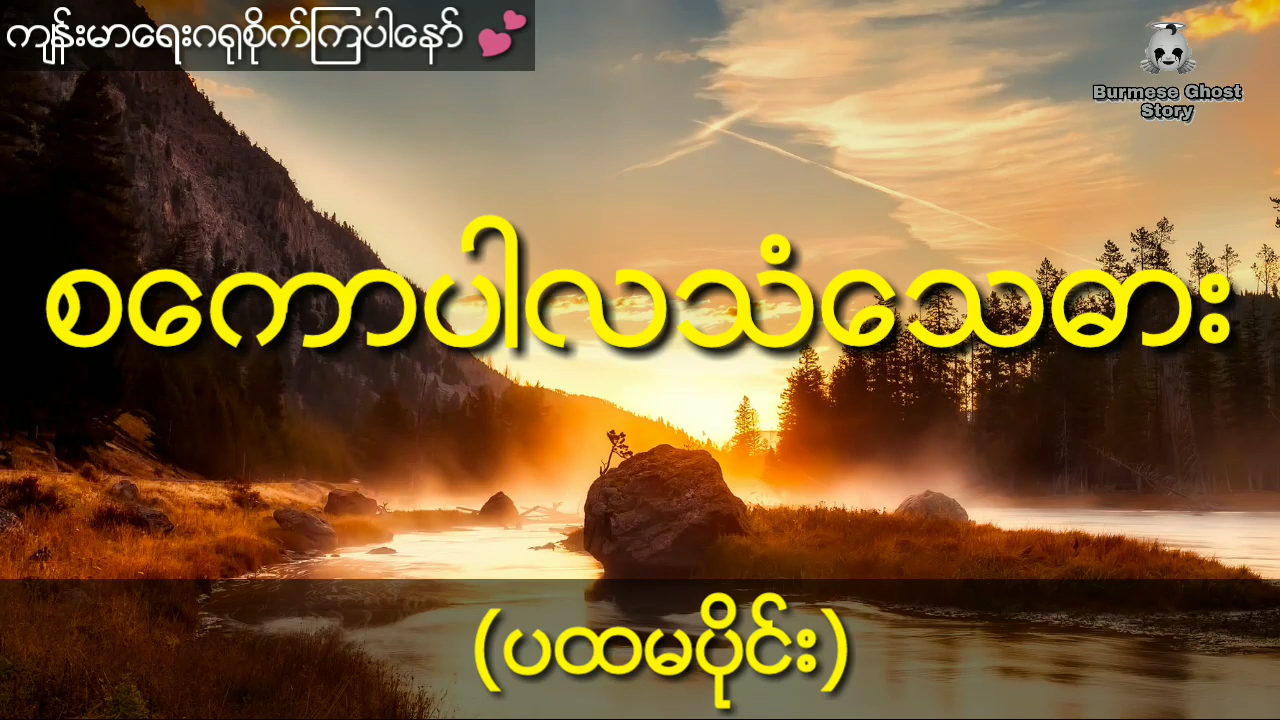 ကျန်းမာရေးဂရုစိုက်ကြပါနော် 💕
Burmese Ghost
Story
စကောပါလသံသေဓား
(ပထမပိုင်း)